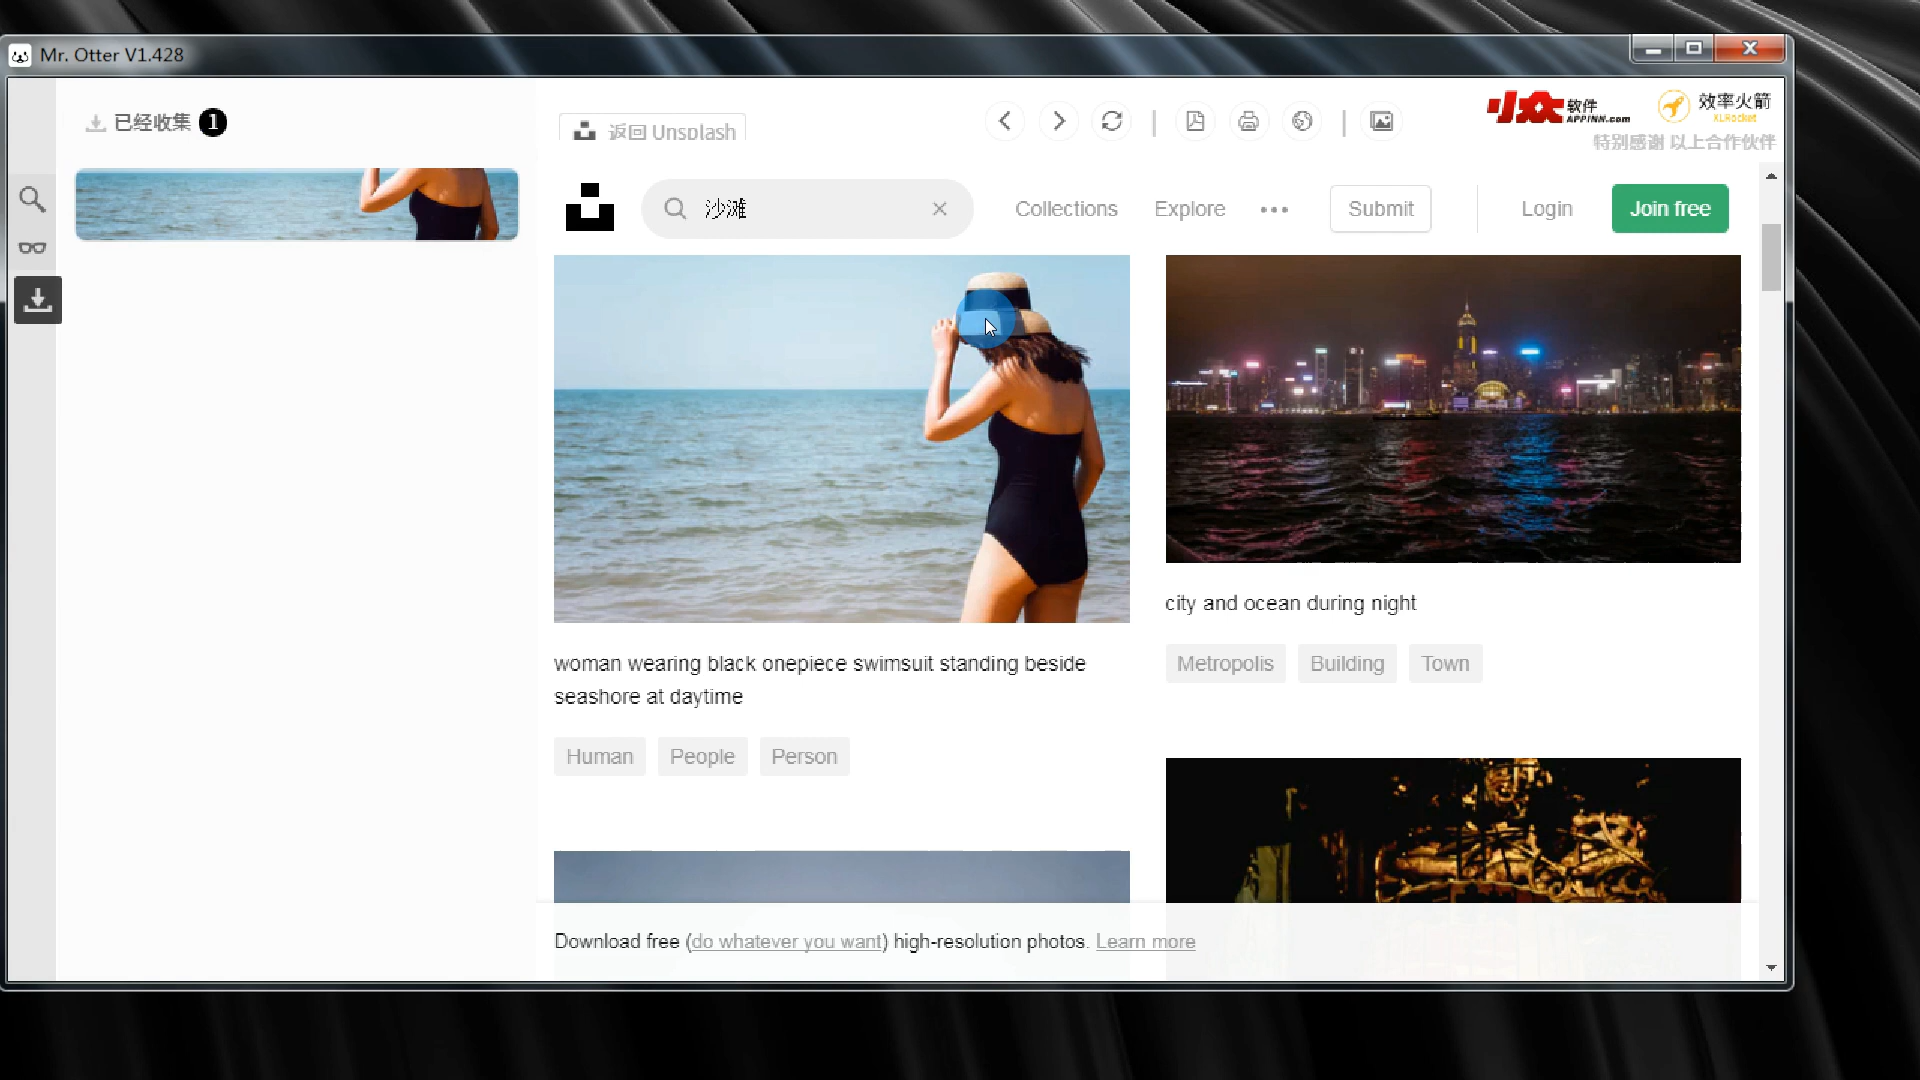 Mr. Otter V1.428
已经收集 1
返回 Unsplash
小众软件 APPINN.com
效率火箭
XLRocket
特别感谢 以上合作伙伴
沙滩
Collections
Explore
Submit
Login
Join free
woman wearing black onepiece swimsuit standing beside
seashore at daytime
Human
People
Person
city and ocean during night
Metropolis
Building
Town
Download free (do whatever you want) high-resolution photos. Learn more